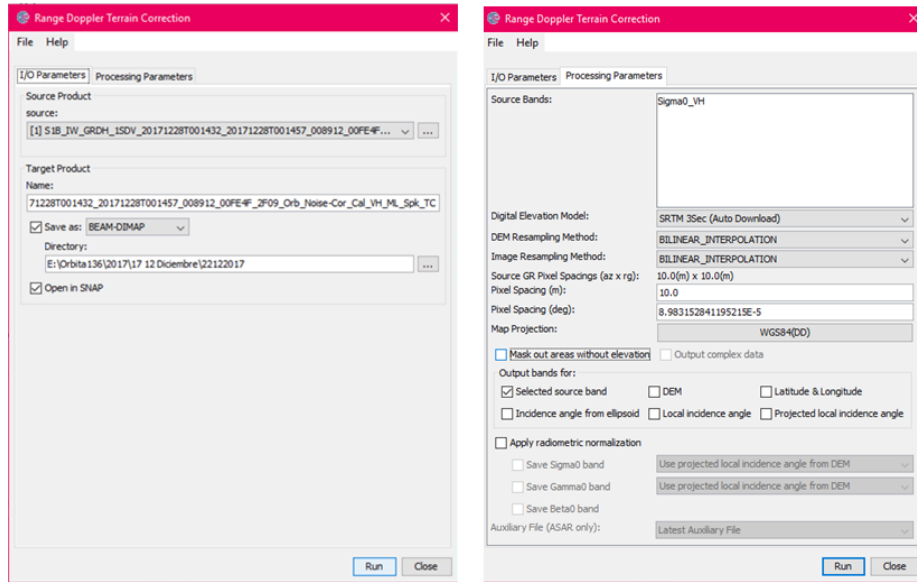 Range Doppler Terrain Correction
File Help
I/O Parameters Processing Parameters
Source Product
source:
[1] S1B_IW_GRDH_1SDV_20171228T001432_20171228T001457_008912_00FE4F... ...
Target Product
Name:
71228T001432_20171228T001457_008912_00FE4F_2F09_Orb_Noise-Cor_Cal_VH_ML_Spk_TC
Save as: BEAM-DIMAP
Directory:
E:\Orbita136\2017\17 12 Diciembre\22122017 ...
Open in SNAP
Run Close
Range Doppler Terrain Correction
File Help
I/O Parameters Processing Parameters
Source Bands: Sigma0_VH
Digital Elevation Model: SRTM 3Sec (Auto Download)
DEM Resampling Method: BILINEAR_INTERPOLATION
Image Resampling Method: BILINEAR_INTERPOLATION
Source GR Pixel Spacings (az x rg): 10.0(m) x 10.0(m)
Pixel Spacing (m): 10.0
Pixel Spacing (deg): 8.983152841195215E-5
Map Projection: WGS84(DD)
Mask out areas without elevation Output complex data
Output bands for:
Selected source band DEM Latitude & Longitude
Incidence angle from ellipsoid Local incidence angle Projected local incidence angle
Apply radiometric normalization
Save Sigma0 band Use projected local incidence angle from DEM
Save Gamma0 band Use projected local incidence angle from DEM
Save Beta0 band
Auxiliary File (ASAR only): Latest Auxiliary File
Run Close